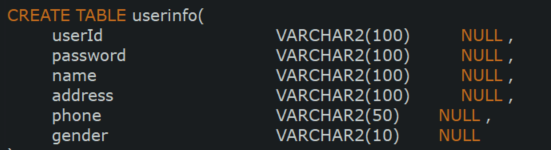 CREATE TABLE userinfo(
userId VARCHAR2(100) NULL ,
password VARCHAR2(100) NULL ,
name VARCHAR2(100) NULL ,
address VARCHAR2(100) NULL ,
phone VARCHAR2(50) NULL ,
gender VARCHAR2(10) NULL